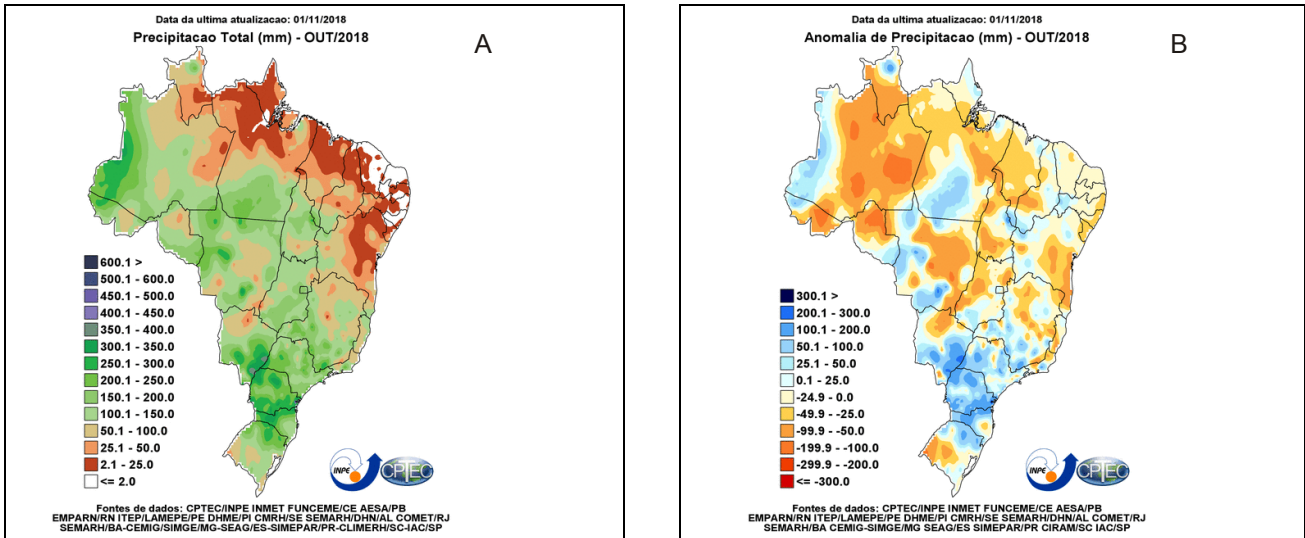 Data da ultima atualizacao: 01/11/2018
Precipitacao Total (mm) - OUT/2018
A
600.1 >
500.1 - 600.0
450.1 - 500.0
400.1 - 450.0
350.1 - 400.0
300.1 - 350.0
250.1 - 300.0
200.1 - 250.0
150.1 - 200.0
100.1 - 150.0
50.1 - 100.0
25.1 - 50.0
2.1 - 25.0
<= 2.0
INPE
CPTEC
Fontes de dados: CPTEC/INPE INMET FUNCEME/CE AESA/PB
EMPARN/RN ITEP/LAMEPE/PE DHME/PI CMRH/SE SEMARH/DHN/AL COMET/RJ
SEMARH/BA-CEMIG/SIMGE/MG-SEAG/ES-SIMEPAR/PR-CLIMERH/SC-IAC/SP
Data da ultima atualizacao: 01/11/2018
Anomalia de Precipitacao (mm) - OUT/2018
B
300.1 >
200.1 - 300.0
100.1 - 200.0
50.1 - 100.0
25.1 - 50.0
0.1 - 25.0
-24.9 - 0.0
-49.9 - -25.0
-99.9 - -50.0
-199.9 - -100.0
-299.9 - -200.0
<= -300.0
INPE
CPTEC
Fontes de dados: CPTEC/INPE INMET FUNCEME/CE AESA/PB
EMPARN/RN ITEP/LAMEPE/PE DHME/PI CMRH/SE SEMARH/DHN/AL COMET/RJ
SEMARH/BA CEMIG-SIMGE/MG SEAG/ES SIMEPAR/PR CIRAM/SC IAC/SP